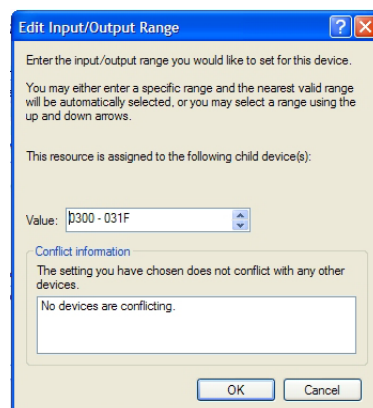 Edit Input/Output Range
Enter the input/output range you would like to set for this device.
You may either enter a specific range and the nearest valid range
will be automatically selected, or you may select a range using the
up and down arrows.
This resource is assigned to the following child device(s):
Value: 0300 - 031F
Conflict information
The setting you have chosen does not conflict with any other
devices.
No devices are conflicting.
OK Cancel